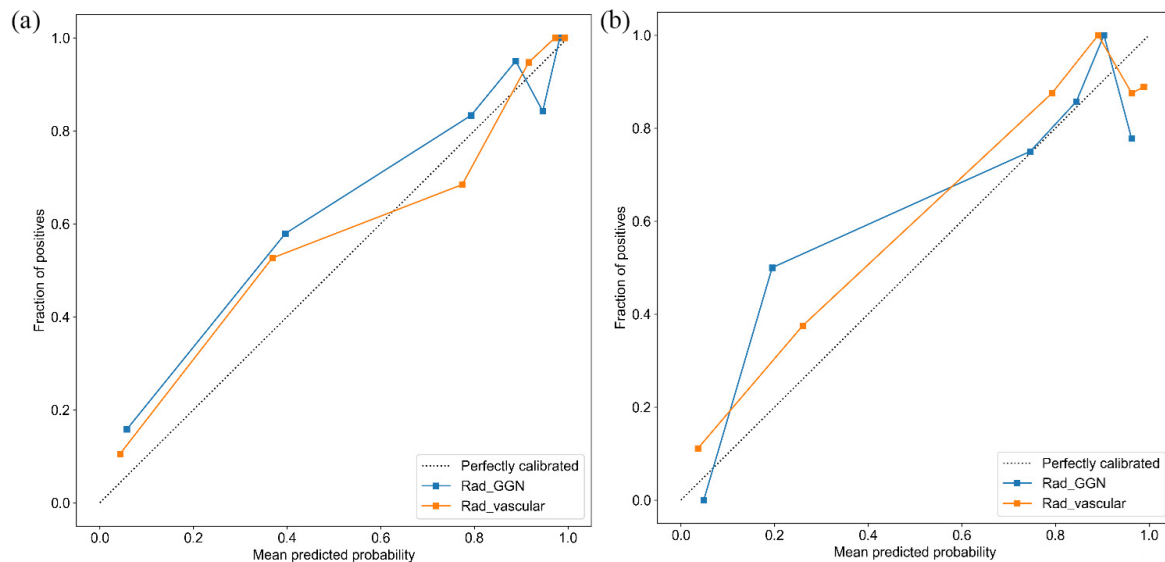 (a)
1.0
0.8
0.6
0.4
0.2
0.0
Fraction of positives
Perfectly calibrated
Rad_GGN
Rad_vascular
0.0 0.2 0.4 0.6 0.8 1.0
Mean predicted probability
(b)
1.0
0.8
0.6
0.4
0.2
0.0
Fraction of positives
Perfectly calibrated
Rad_GGN
Rad_vascular
0.0 0.2 0.4 0.6 0.8 1.0
Mean predicted probability